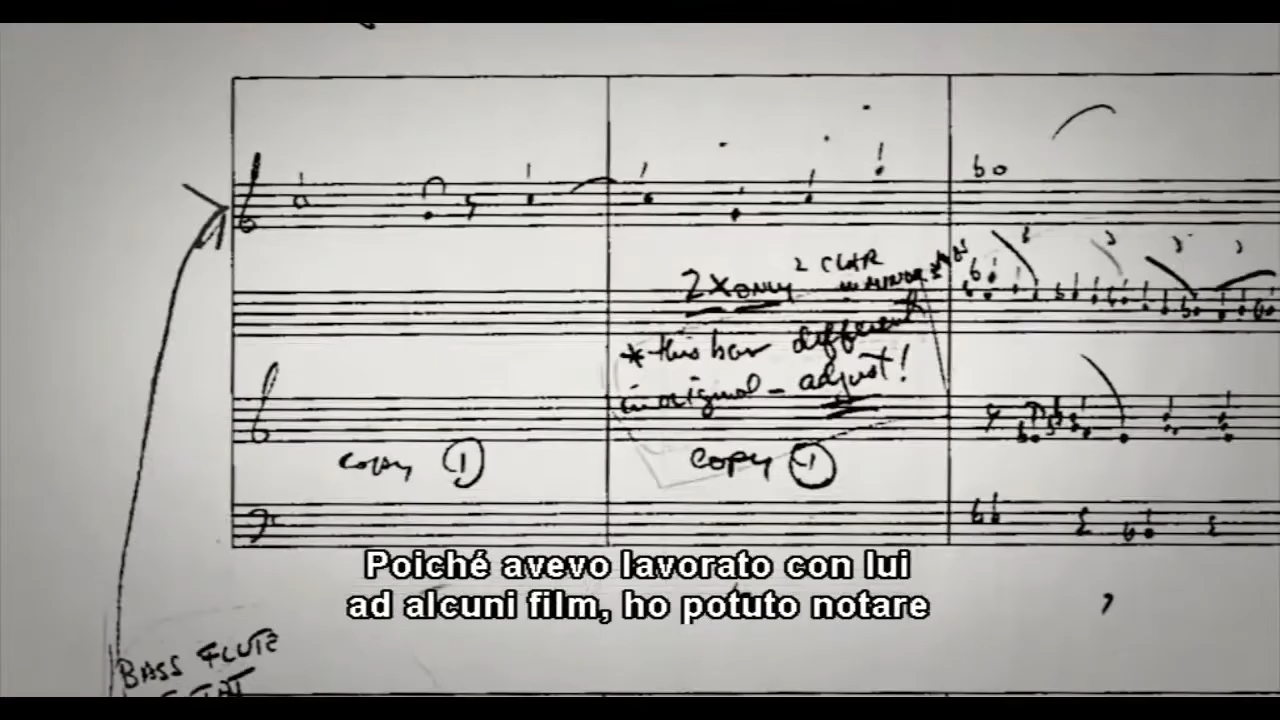 2X ONLY 2 CLAR
* this bar different
in original - adjust!
copy 1 copy 1
Poiché avevo lavorato con lui
ad alcuni film, ho potuto notare
BASS FLUTE